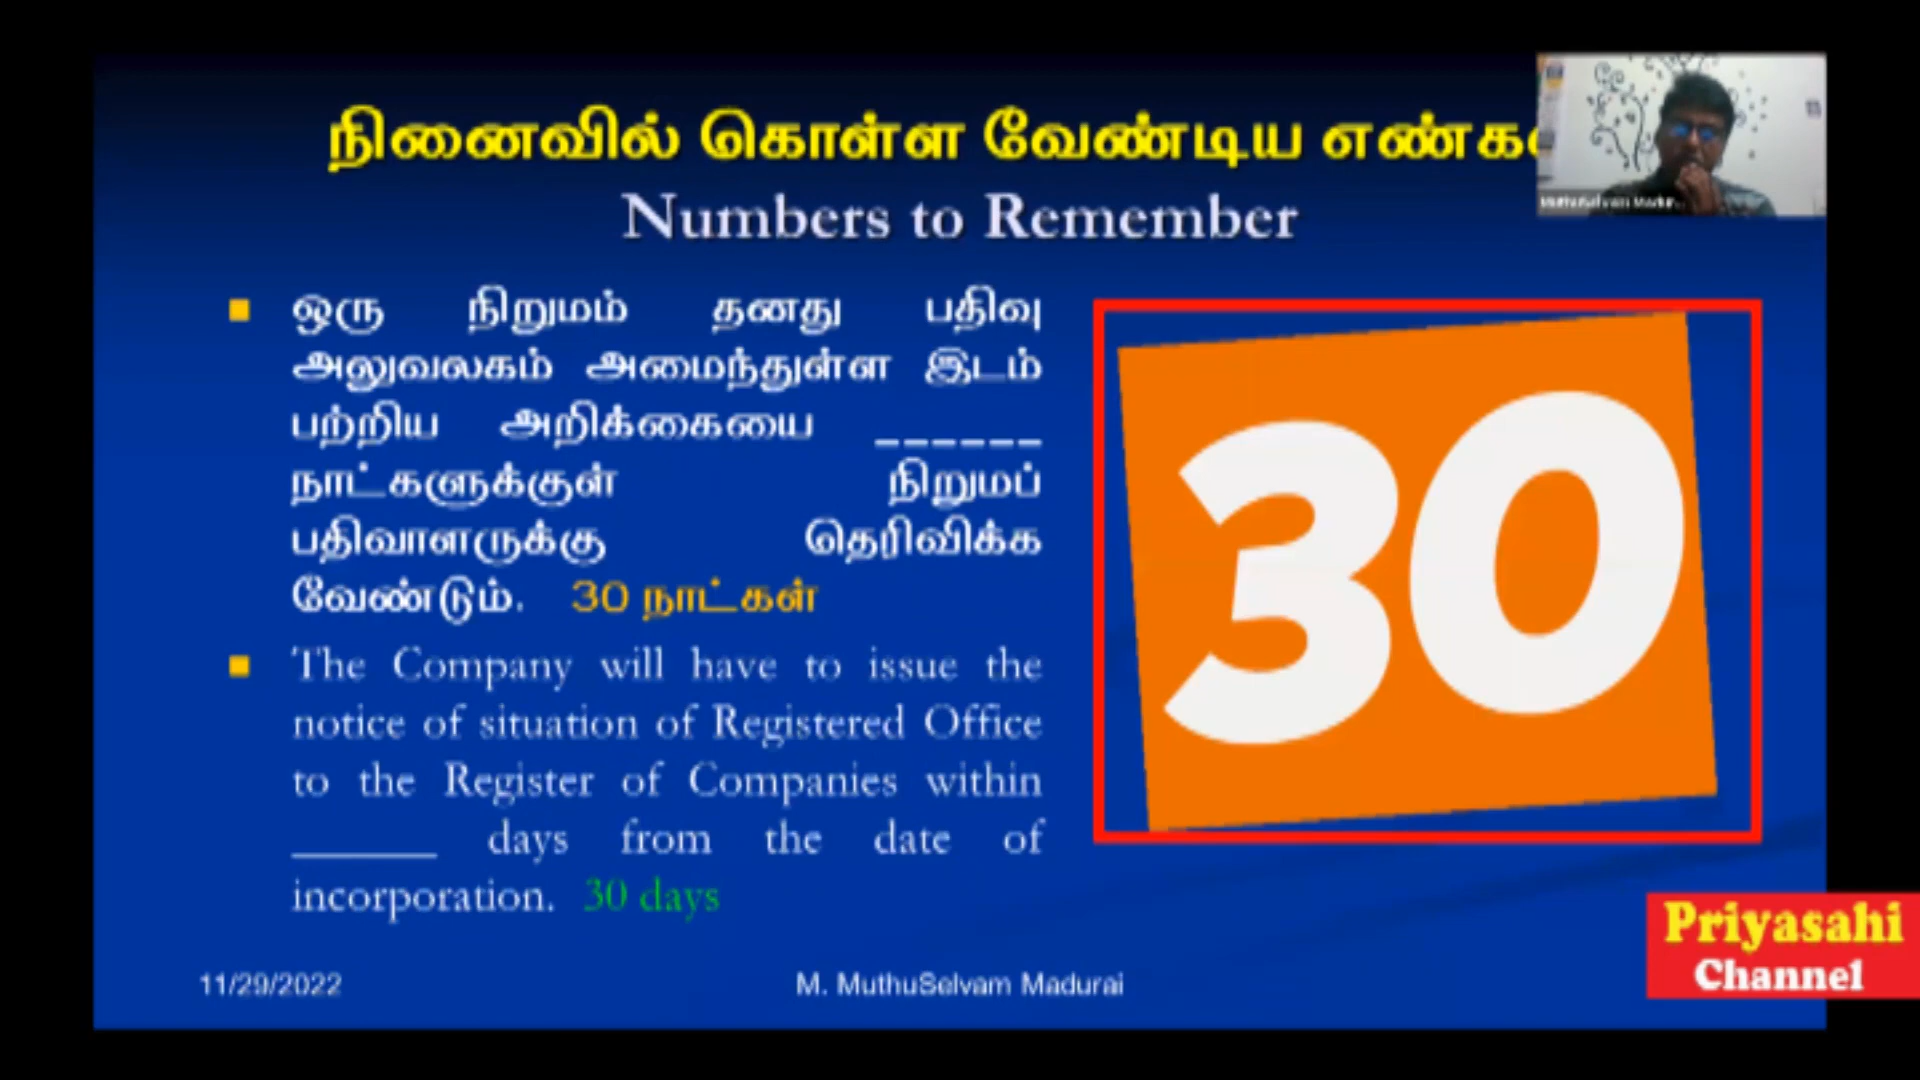 நினைவில் கொள்ள வேண்டிய
Numbers to Remember
ஒரு நிறுமம் தனது பதிவு
அலுவலகம் அமைந்துள்ள இடம்
பற்றிய அறிக்கையை ______
நாட்களுக்குள் நிறுமப்
பதிவாளருக்கு தெரிவிக்க
வேண்டும். 30 நாட்கள்
The Company will have to issue the
notice of situation of Registered Office
to the Register of Companies within
______ days from the date of
incorporation. 30 days
30
11/29/2022
M. MuthuSelvam Madurai
Priyasahi
Channel